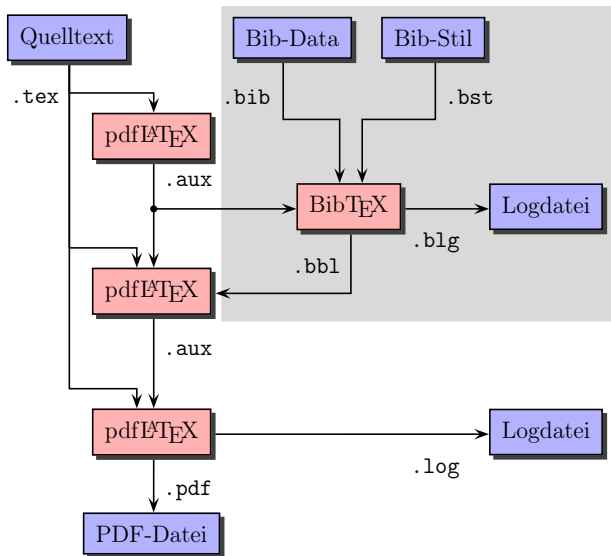 Quelltext
Bib-Data
Bib-Stil
.tex
.bib
.bst
pdfLATEX
.aux
BibTEX
Logdatei
.bbl
.blg
pdfLATEX
.aux
pdfLATEX
Logdatei
.log
.pdf
PDF-Datei